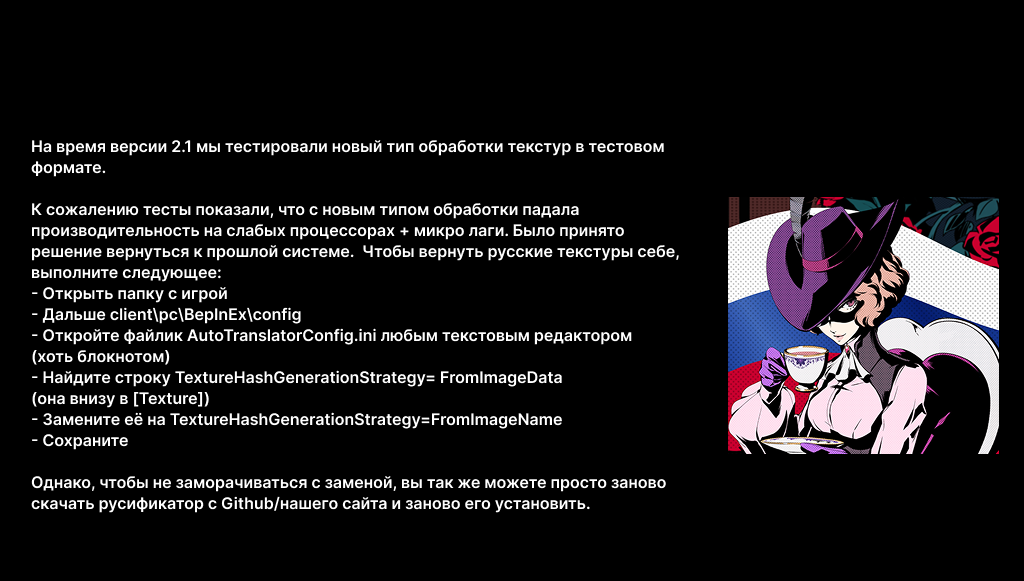 На время версии 2.1 мы тестировали новый тип обработки текстур в тестовом
формате.
К сожалению тесты показали, что с новым типом обработки падала
производительность на слабых процессорах + микро лаги. Было принято
решение вернуться к прошлой системе.  Чтобы вернуть русские текстуры себе,
выполните следующее:
- Открыть папку с игрой
- Дальше client\pc\BepInEx\config
- Откройте файлик AutoTranslatorConfig.ini любым текстовым редактором
(хоть блокнотом)
- Найдите строку TextureHashGenerationStrategy= FromImageData
(она внизу в [Texture])
- Замените её на TextureHashGenerationStrategy=FromImageName
- Сохраните
Однако, чтобы не заморачиваться с заменой, вы так же можете просто заново
скачать русификатор с Github/нашего сайта и заново его установить.